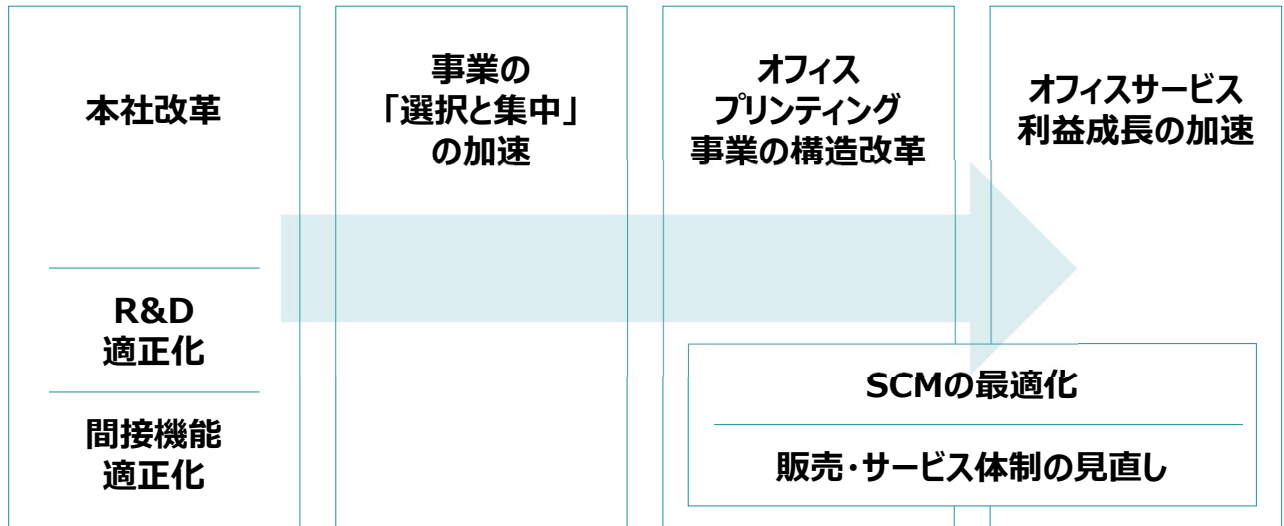 本社改革
R&D
適正化
間接機能
適正化
事業の
「選択と集中」
の加速
オフィス
プリンティング
事業の構造改革
オフィスサービス
利益成長の加速
SCMの最適化
販売・サービス体制の見直し